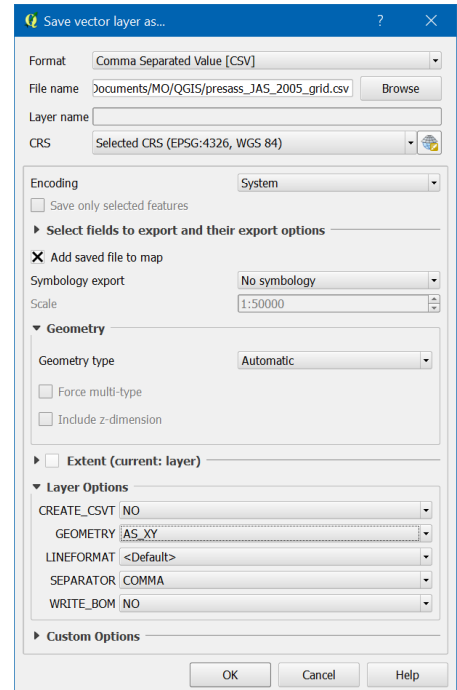 Save vector layer as...
Format Comma Separated Value [CSV]
File name Documents/MO/QGIS/presass_JAS_2005_grid.csv Browse
Layer name
CRS Selected CRS (EPSG:4326, WGS 84)
Encoding System
Save only selected features
Select fields to export and their export options
Add saved file to map
Symbology export No symbology
Scale 1:50000
Geometry
Geometry type Automatic
Force multi-type
Include z-dimension
Extent (current: layer)
Layer Options
CREATE_CSVT NO
GEOMETRY AS_XY
LINEFORMAT <Default>
SEPARATOR COMMA
WRITE_BOM NO
Custom Options
OK Cancel Help